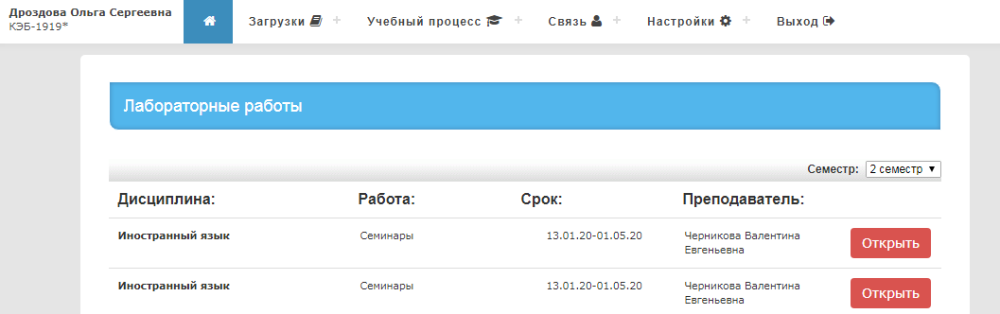 Дроздова Ольга Сергеевна
КЭБ-1919*
Загрузки + Учебный процесс + Связь + Настройки + Выход
Лабораторные работы
Семестр: 2 семестр
Дисциплина: Работа: Срок: Преподаватель:
Иностранный язык Семинары 13.01.20-01.05.20 Черникова Валентина
Евгеньевна
Открыть
Иностранный язык Семинары 13.01.20-01.05.20 Черникова Валентина
Евгеньевна
Открыть